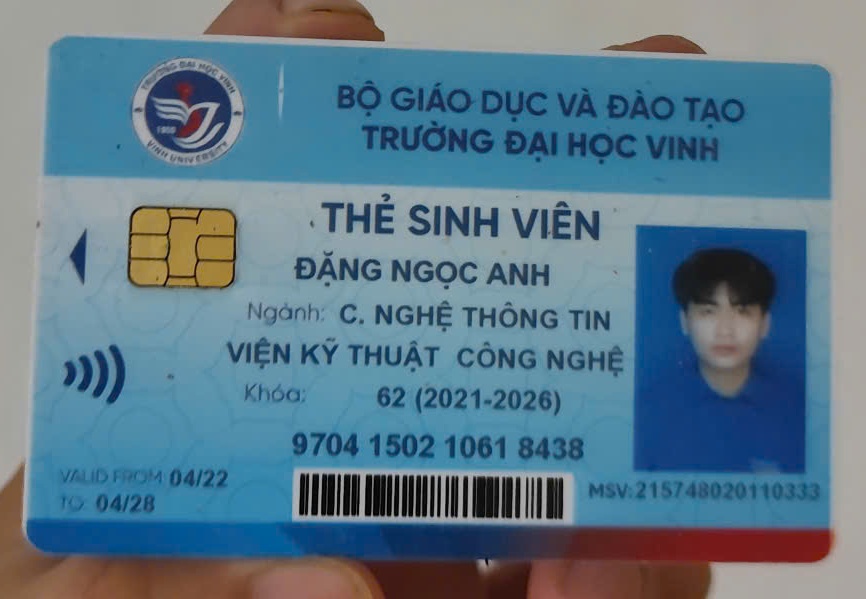 TRƯỜNG ĐẠI HỌC VINH
1959
VINH UNIVERSITY
BỘ GIÁO DỤC VÀ ĐÀO TẠO
TRƯỜNG ĐẠI HỌC VINH
THẺ SINH VIÊN
ĐẶNG NGỌC ANH
Ngành: C. NGHỆ THÔNG TIN
VIỆN KỸ THUẬT CÔNG NGHỆ
Khóa: 62 (2021-2026)
9704 1502 1061 8438
VALID FROM 04/22
TO: 04/28
MSV:215748020110333